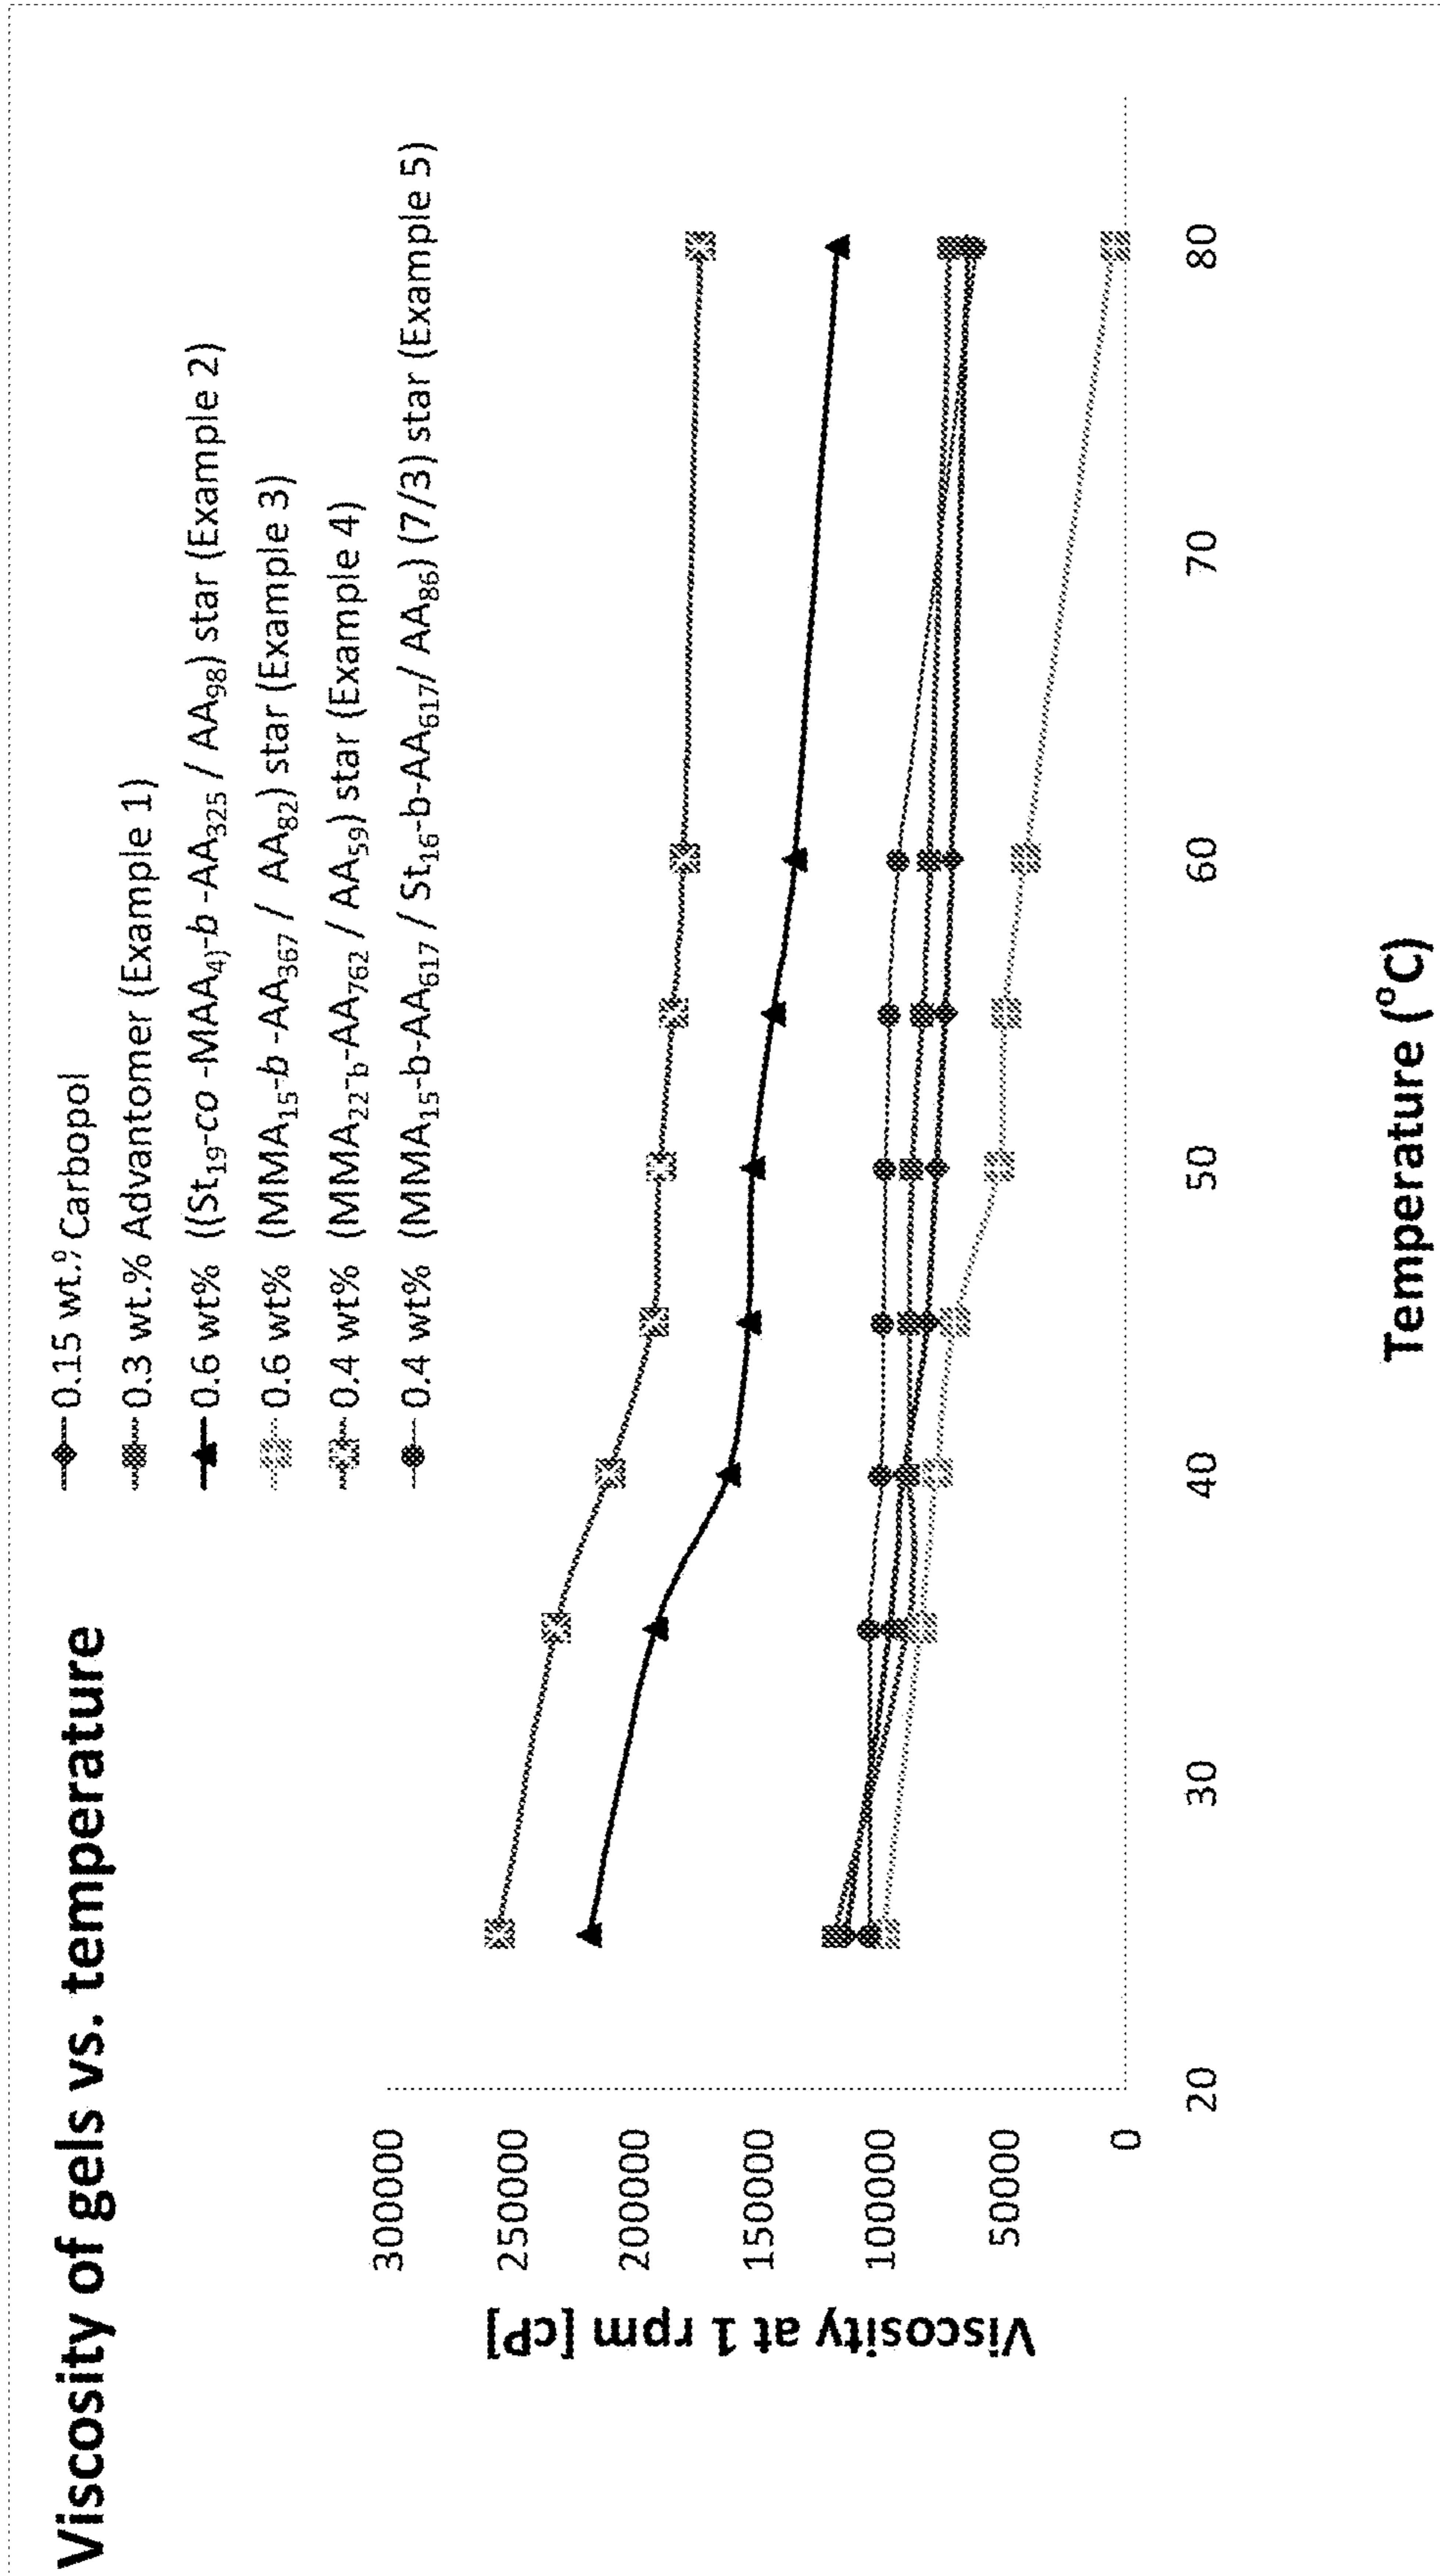 Viscosity of gels vs. temperature
0.15 wt.⁹ Carbopol
0.3 wt.% Advantomer (Example 1)
0.6 wt% ((St₁₉-co -MAA₄)-b -AA₃₂₅ / AA₉₈) star (Example 2)
0.6 wt% (MMA₁₅-b -AA₃₆₇ / AA₈₂) star (Example 3)
0.4 wt% (MMA₂₂-b-AA₇₆₂ / AA₅₉) star (Example 4)
0.4 wt% (MMA₁₅-b-AA₆₁₇ / St₁₆-b-AA₆₁₇/ AA₈₆) (7/3) star (Example 5)
Viscosity at 1 rpm [cP]
300000
250000
200000
150000
100000
50000
0
20 30 40 50 60 70 80
Temperature (°C)